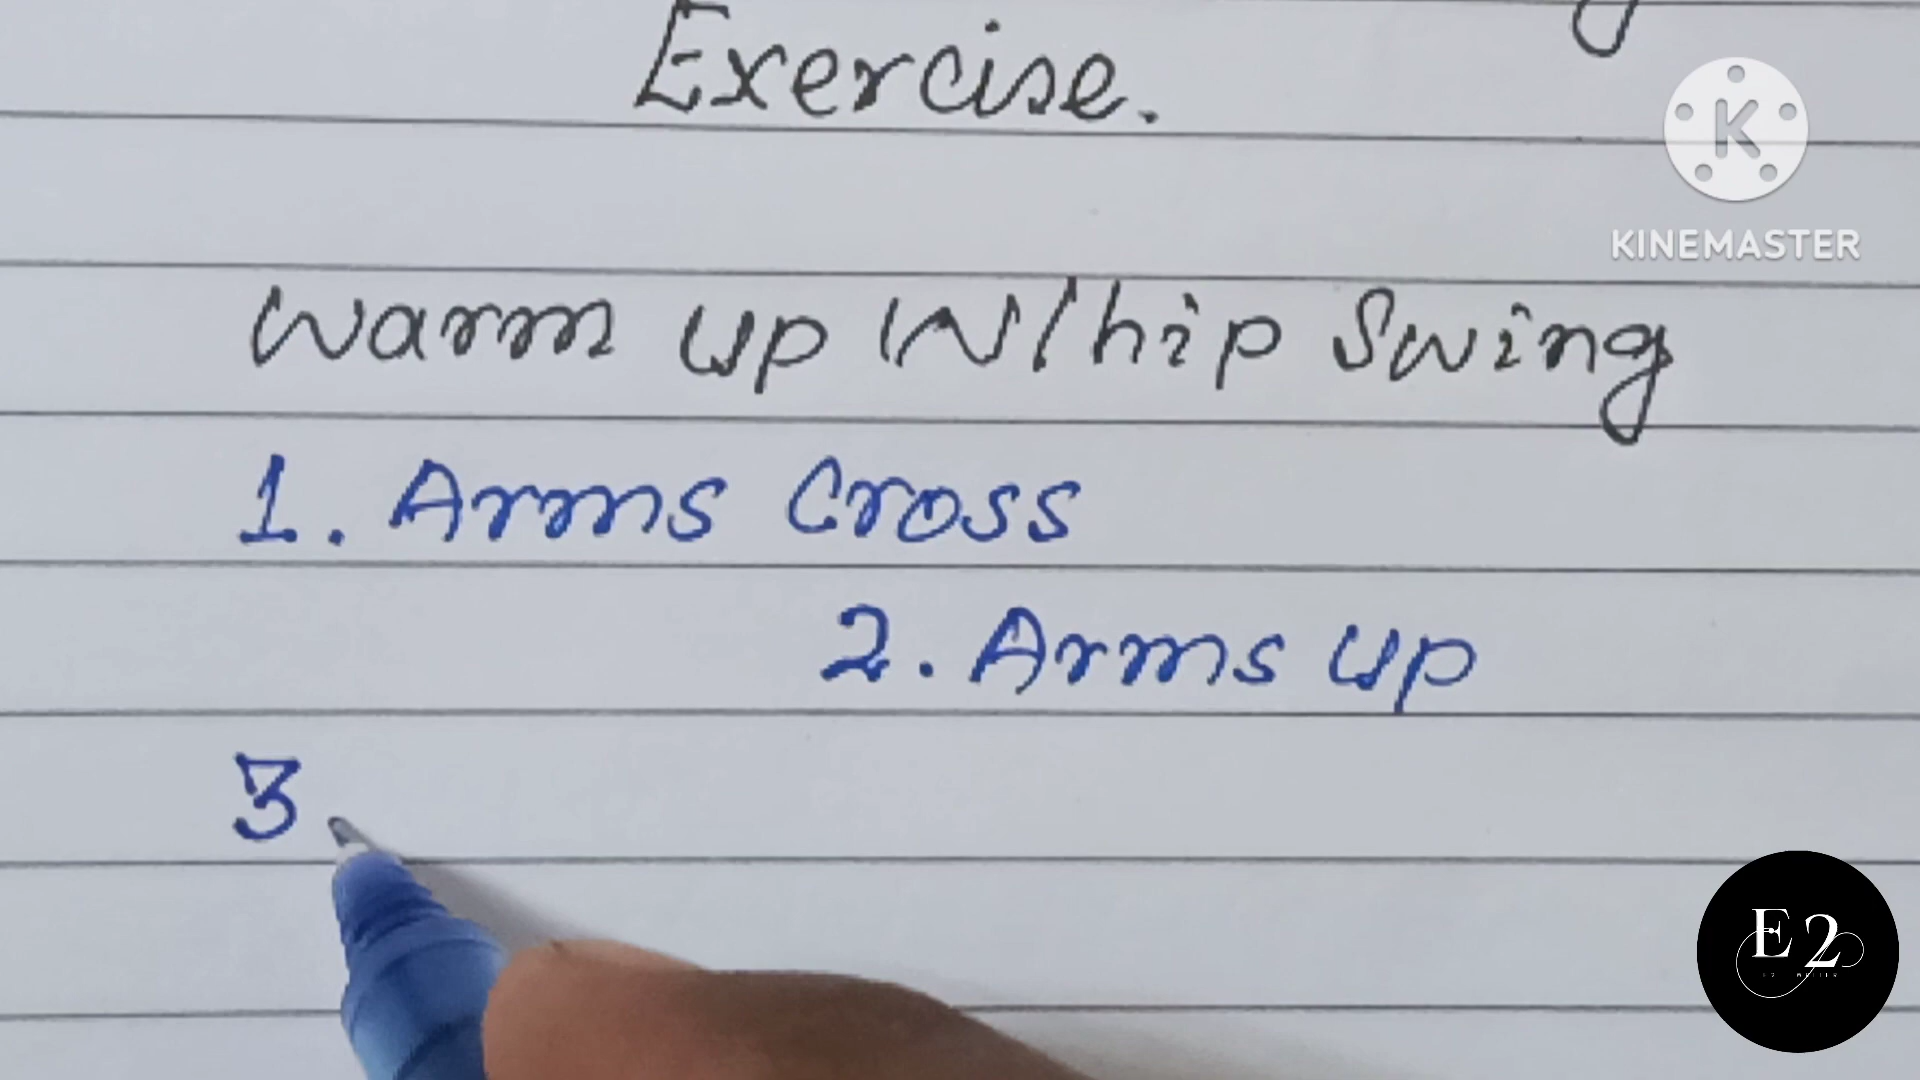 Exercise.
KINEMASTER
Warm up W/hip Swing
1. Arms Cross
2. Arms up
3.
E2